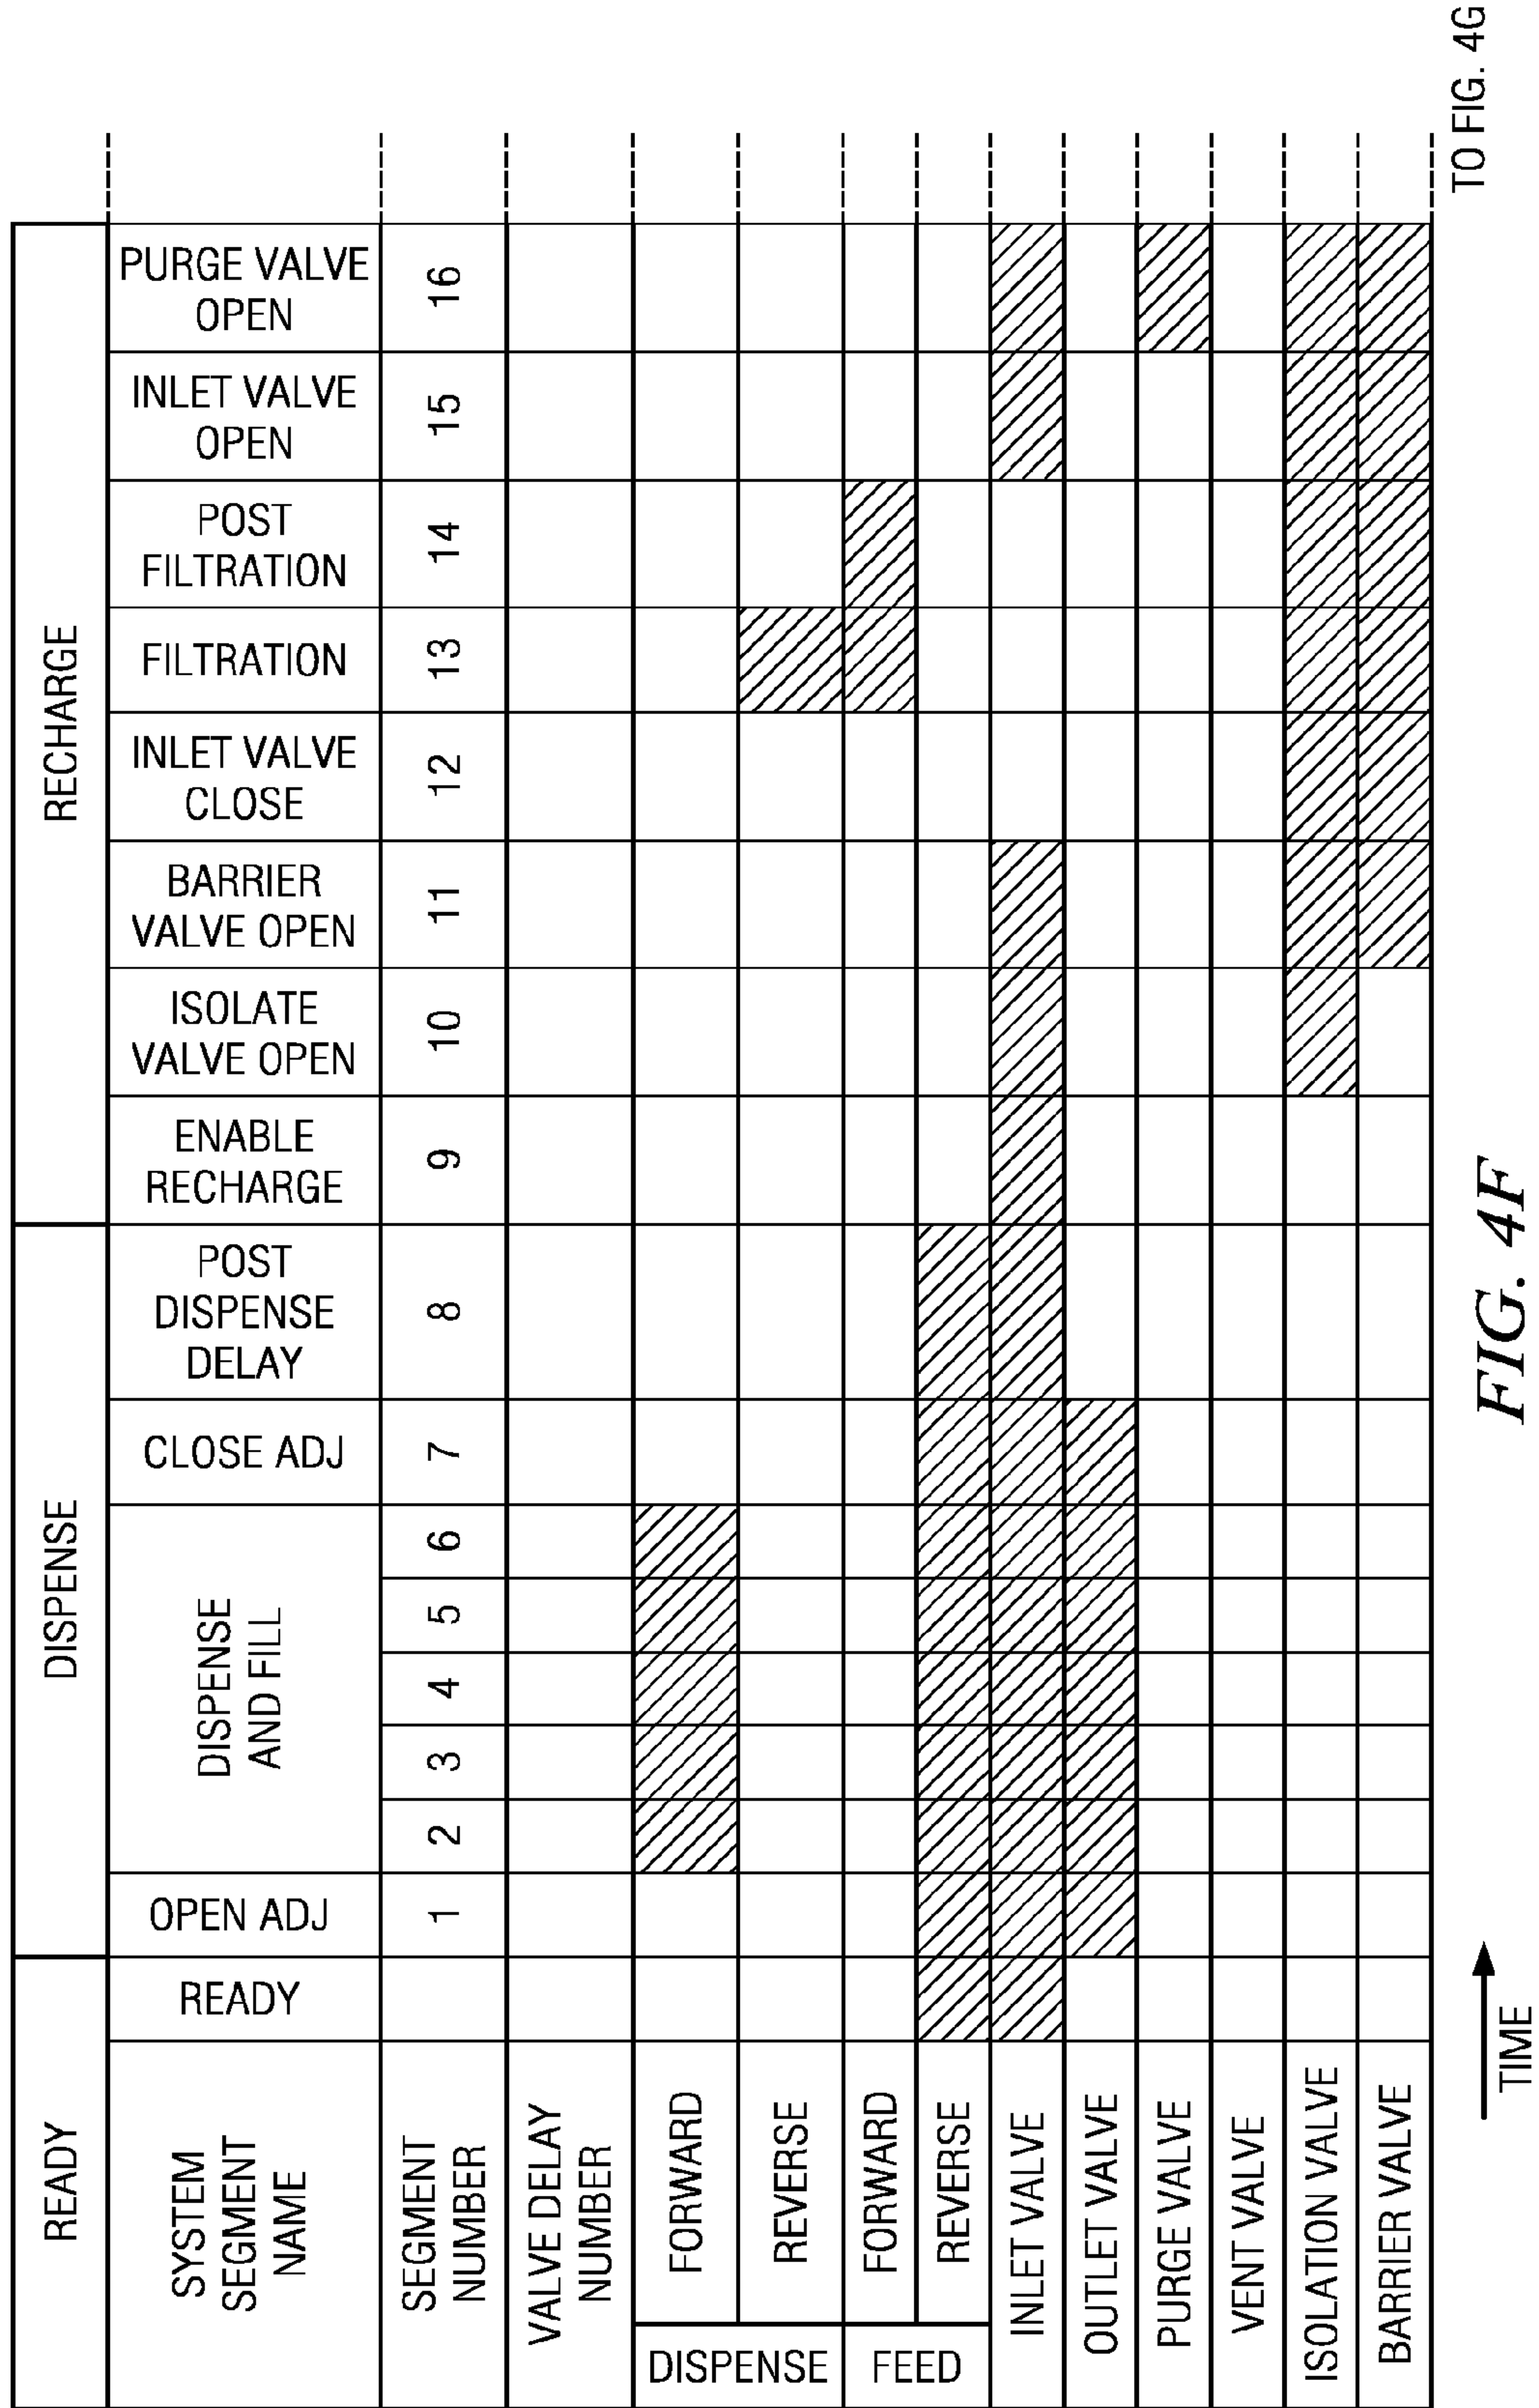 READY
DISPENSE
RECHARGE
SYSTEM
SEGMENT
NAME
READY
OPEN ADJ
DISPENSE
AND FILL
CLOSE ADJ
POST
DISPENSE
DELAY
ENABLE
RECHARGE
ISOLATE
VALVE OPEN
BARRIER
VALVE OPEN
INLET VALVE
CLOSE
FILTRATION
POST
FILTRATION
INLET VALVE
OPEN
PURGE VALVE
OPEN
SEGMENT
NUMBER
1 2 3 4 5 6 7 8 9 10 11 12 13 14 15 16
VALVE DELAY
NUMBER
DISPENSE
FORWARD
REVERSE
FEED
FORWARD
REVERSE
INLET VALVE
OUTLET VALVE
PURGE VALVE
VENT VALVE
ISOLATION VALVE
BARRIER VALVE
TIME
TO FIG. 4G
FIG. 4F